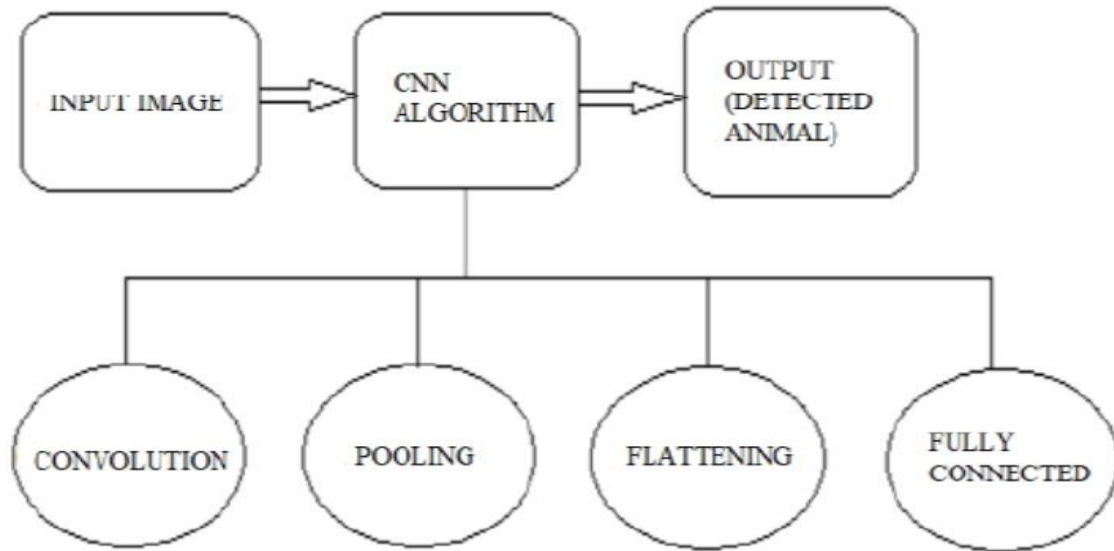 INPUT IMAGE
CNN
ALGORITHM
OUTPUT
(DETECTED
ANIMAL)
CONVOLUTION
POOLING
FLATTENING
FULLY
CONNECTED